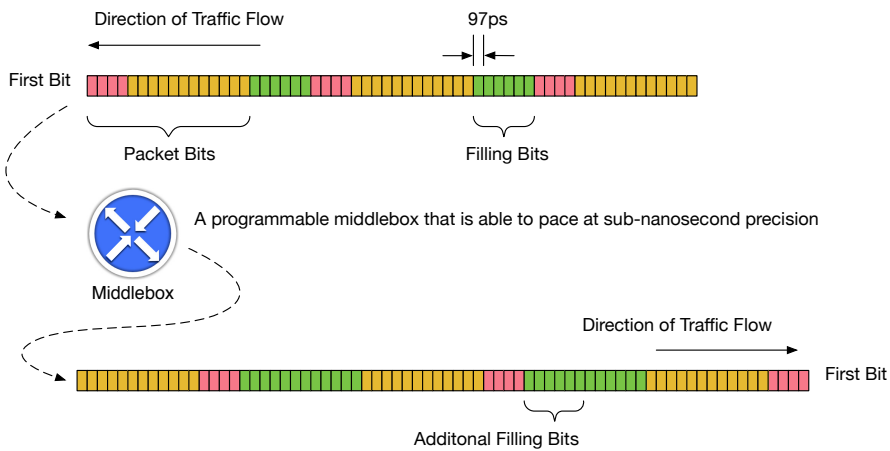 Direction of Traffic Flow
97ps
First Bit
Packet Bits
Filling Bits
A programmable middlebox that is able to pace at sub-nanosecond precision
Middlebox
Direction of Traffic Flow
First Bit
Additonal Filling Bits